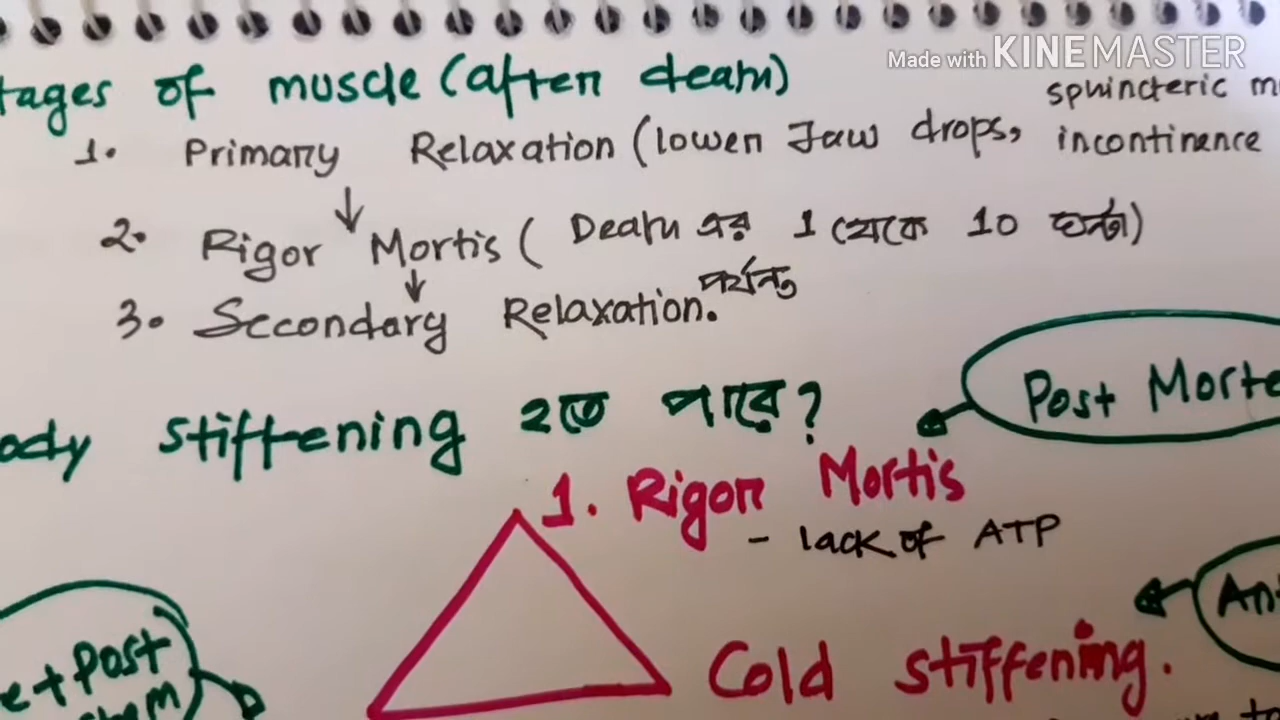 Made with KINEMASTER
tages of muscle (after death)
sphincteric m
1. Primary Relaxation (lower Jaw drops, incontinence
2. Rigor Mortis ( Death এর 1 থেকে 10 ঘন্টা)
পর্যন্ত
3. Secondary Relaxation.
ody stiffening হতে পারে?
Post Morte
1. Rigor Mortis
- lack of ATP
Ant
Cold stiffening.
e + Post